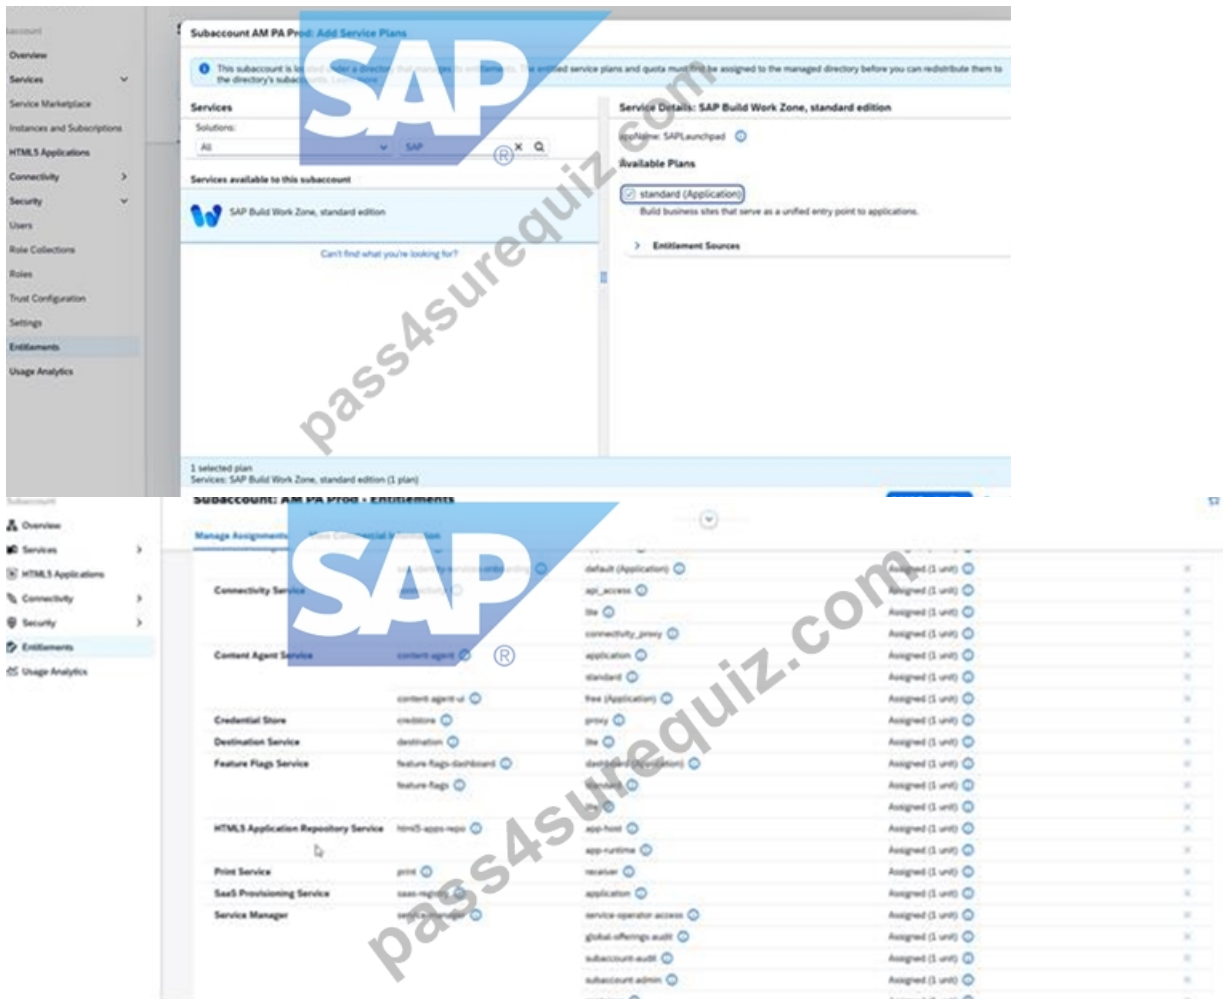 Subaccount AM PA Prod: Add Service Plans
This subaccount is located under a directory that manages its entitlements. The entitled service plans and quota must first be assigned to the managed directory before you can redistribute them to
the directory's subaccounts.
Overview
Services
Service Marketplace
Instances and Subscriptions
HTML5 Applications
Connectivity
Security
Users
Role Collections
Roles
Trust Configuration
Settings
Entitlements
Usage Analytics
Services
Solutions:
All
SAP
Services available to this subaccount
SAP Build Work Zone, standard edition
Can't find what you're looking for?
Service Details: SAP Build Work Zone, standard edition
appName: SAPLaunchpad
Available Plans
standard (Application)
Build business sites that serve as a unified entry point to applications.
Entitlement Sources
1 selected plan
Services: SAP Build Work Zone, standard edition (1 plan)
SAP
®
pass4surequiz.com
Subaccount
Overview
Services
HTML5 Applications
Connectivity
Security
Entitlements
Usage Analytics
Subaccount: AM PA Prod - Entitlements
Manage Assignments
View Commercial Information
default (Application) Assigned (1 unit)
Connectivity Service api_access Assigned (1 unit)
lite Assigned (1 unit)
connectivity_proxy Assigned (1 unit)
Content Agent Service content-agent application Assigned (1 unit)
standard Assigned (1 unit)
content-agent-ui free (Application) Assigned (1 unit)
Credential Store credstore proxy Assigned (1 unit)
Destination Service destination lite Assigned (1 unit)
Feature Flags Service feature-flags-dashboard dashboard (Application) Assigned (1 unit)
feature-flags standard Assigned (1 unit)
lite Assigned (1 unit)
HTML5 Application Repository Service html5-apps-repo app-host Assigned (1 unit)
app-runtime Assigned (1 unit)
Print Service print receiver Assigned (1 unit)
SaaS Provisioning Service saas-registry application Assigned (1 unit)
Service Manager service-manager service-operator-access Assigned (1 unit)
global-offerings-audit Assigned (1 unit)
subaccount-audit Assigned (1 unit)
subaccount-admin Assigned (1 unit)
SAP
®
pass4surequiz.com